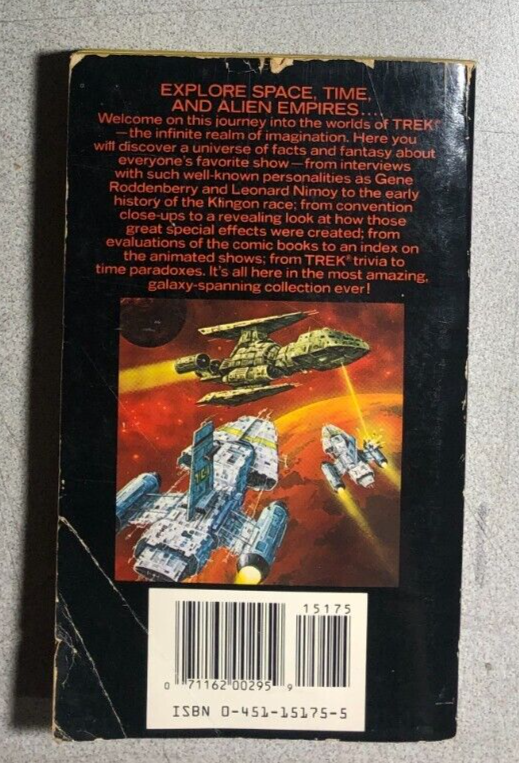 EXPLORE SPACE, TIME,
AND ALIEN EMPIRES....
Welcome on this journey into the worlds of TREK®
—the infinite realm of imagination. Here you
will discover a universe of facts and fantasy about
everyone's favorite show—from interviews
with such well-known personalities as Gene
Roddenberry and Leonard Nimoy to the early
history of the Klingon race; from convention
close-ups to a revealing look at how those
great special effects were created; from
evaluations of the comic books to an index on
the animated shows; from TREK® trivia to
time paradoxes. It's all here in the most amazing,
galaxy-spanning collection ever!
15175
0 71162 00295 9
ISBN 0-451-15175-5